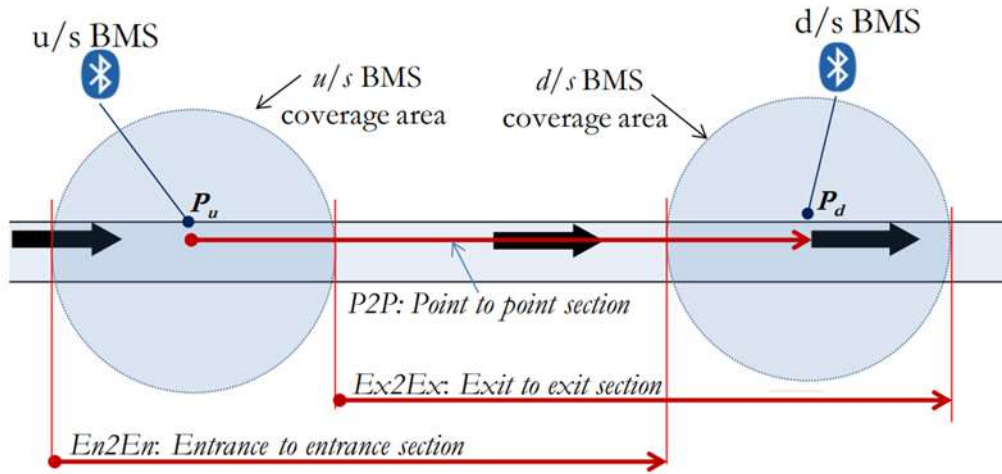 u/s BMS
d/s BMS
u/s BMS
coverage area
d/s BMS
coverage area
Pu
Pd
P2P: Point to point section
Ex2Ex: Exit to exit section
En2En: Entrance to entrance section